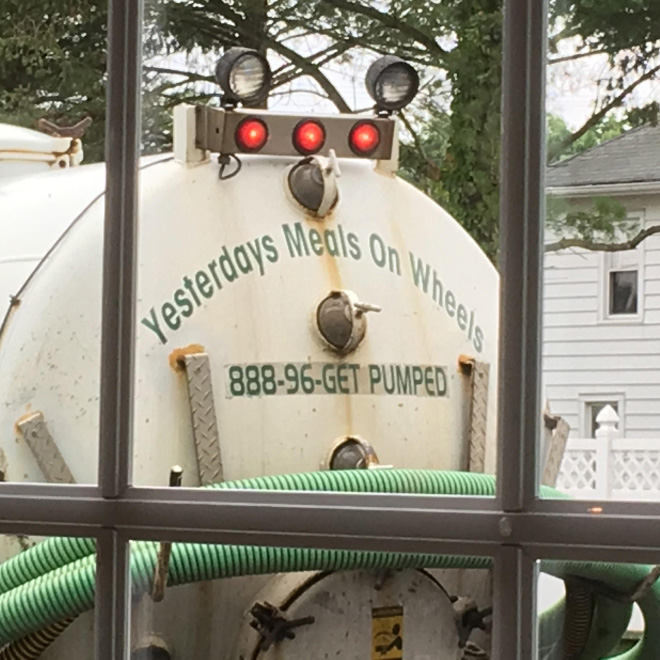 Yesterdays Meals On Wheels
888-96-GET PUMPED